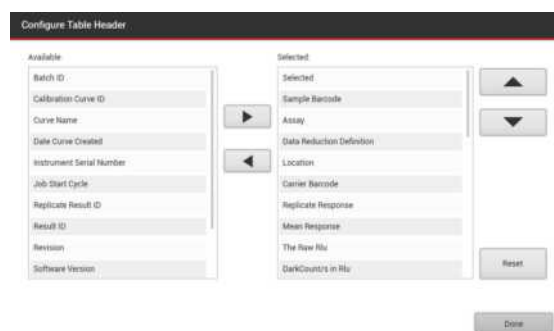 Configure Table Header
Available
Batch ID
Calibration Curve ID
Curve Name
Date Curve Created
Instrument Serial Number
Job Start Cycle
Replicate Result ID
Result ID
Revision
Software Version
Selected
Selected
Sample Barcode
Assay
Data Reduction Definition
Location
Carrier Barcode
Replicate Response
Mean Response
The Raw Rlu
DarkCount/s in Rlu
Reset
Done